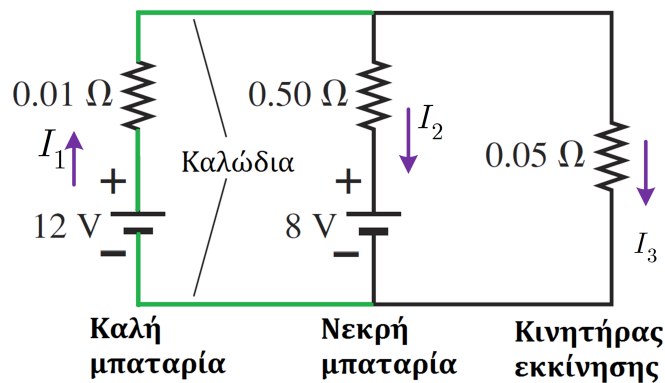 0.01 Ω
0.50 Ω
I₂
I₁
Καλώδια
0.05 Ω
+
+
12 V
8 V
I₃
−
−
Καλή
μπαταρία
Νεκρή
μπαταρία
Κινητήρας
εκκίνησης